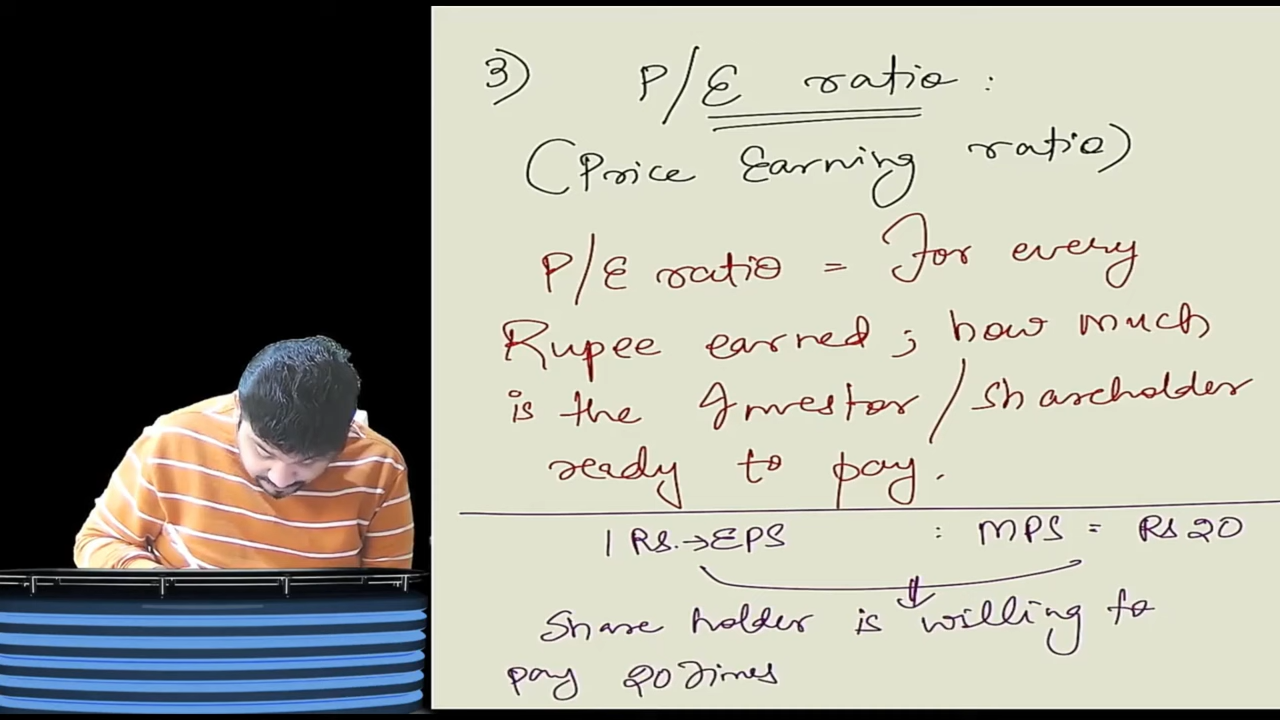 3) P/E ratio :
(Price Earning ratio)
P/E ratio = For every
Rupee earned ; how much
is the Investor / Shareholder
ready to pay.
1 RS. → EPS : MPS = RS 20
Share holder is willing to
pay 20 Times